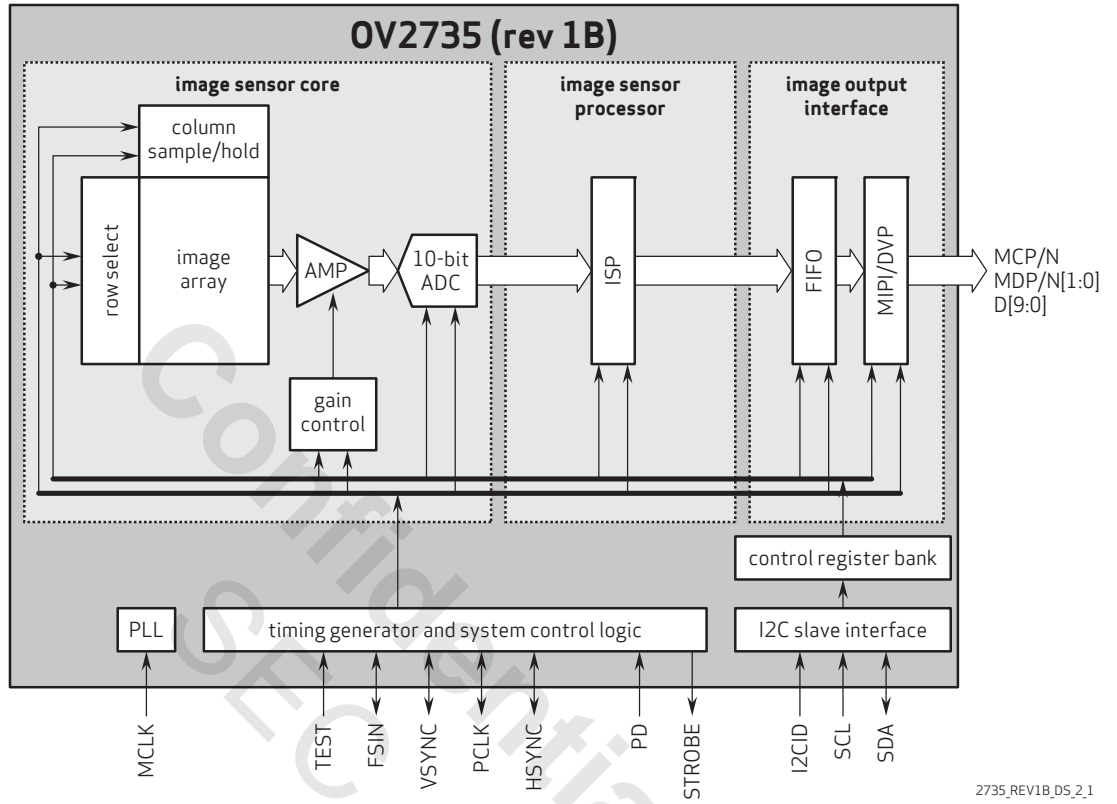 OV2735 (rev 1B)
image sensor core
image sensor
processor
image output
interface
column
sample/hold
row select
image
array
AMP
10-bit
ADC
ISP
FIFO
MIPI/DVP
MCP/N
MDP/N[1:0]
D[9:0]
gain
control
control register bank
PLL
timing generator and system control logic
I2C slave interface
MCLK
TEST
FSIN
VSYNC
PCLK
HSYNC
PD
STROBE
I2CID
SCL
SDA
Confidential
SEC
2735_REV1B_DS_2_1